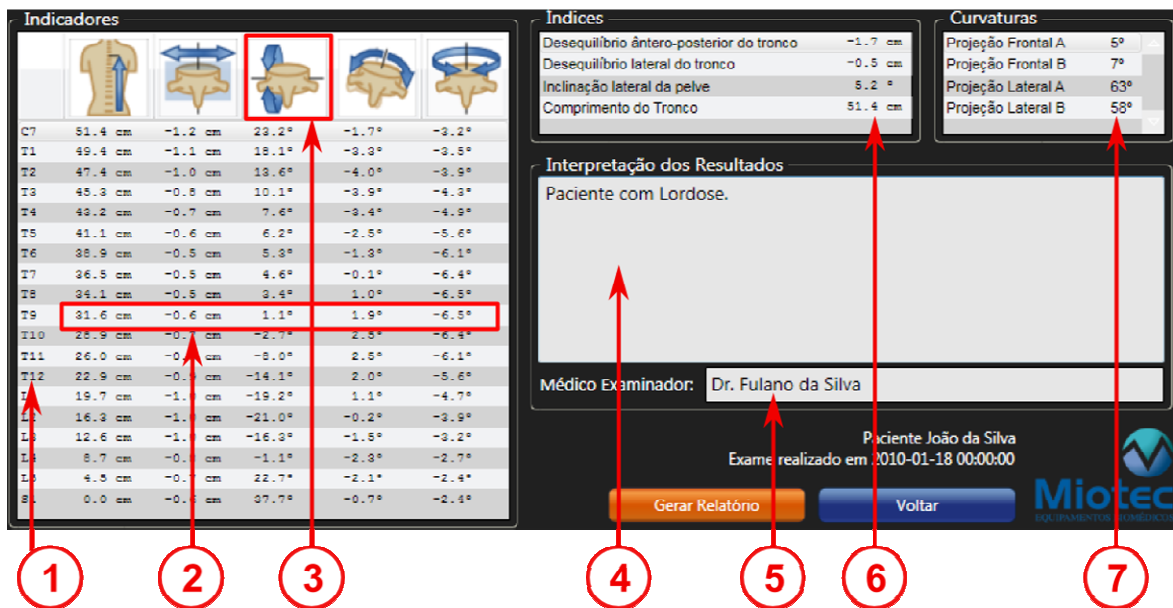 Indicadores
C7 51.4 cm -1.2 cm 23.2° -1.7° -3.2°
T1 49.4 cm -1.1 cm 18.1° -3.3° -3.5°
T2 47.4 cm -1.0 cm 13.6° -4.0° -3.9°
T3 45.3 cm -0.8 cm 10.1° -3.9° -4.3°
T4 43.2 cm -0.7 cm 7.6° -3.4° -4.9°
T5 41.1 cm -0.6 cm 6.2° -2.5° -5.6°
T6 38.9 cm -0.5 cm 5.3° -1.3° -6.1°
T7 36.5 cm -0.5 cm 4.6° -0.1° -6.4°
T8 34.1 cm -0.5 cm 3.4° 1.0° -6.5°
T9 31.6 cm -0.6 cm 1.1° 1.9° -6.5°
T10 28.9 cm cm -2.7° 2.5° -6.4°
T11 26.0 cm cm -8.0° 2.5° -6.1°
T12 22.9 cm cm -14.1° 2.0° -5.6°
19.7 cm cm -19.2° 1.1° -4.7°
16.3 cm cm -21.0° -0.2° -3.9°
12.6 cm cm -16.3° -1.5° -3.2°
8.7 cm cm -1.1° -2.3° -2.7°
4.5 cm cm 22.7° -2.1° -2.4°
S1 0.0 cm cm 37.7° -0.7° -2.4°
Índices
Desequilíbrio ântero-posterior do tronco -1.7 cm
Desequilíbrio lateral do tronco -0.5 cm
Inclinação lateral da pelve 5.2 °
Comprimento do Tronco 51.4 cm
Curvaturas
Projeção Frontal A 5°
Projeção Frontal B 7°
Projeção Lateral A 63°
Projeção Lateral B 58°
Interpretação dos Resultados
Paciente com Lordose.
Médico Examinador: Dr. Fulano da Silva
Paciente João da Silva
Exame realizado em 2010-01-18 00:00:00
Gerar Relatório
Voltar
Miotec
EQUIPAMENTOS BIOMÉDICOS
1 2 3 4 5 6 7